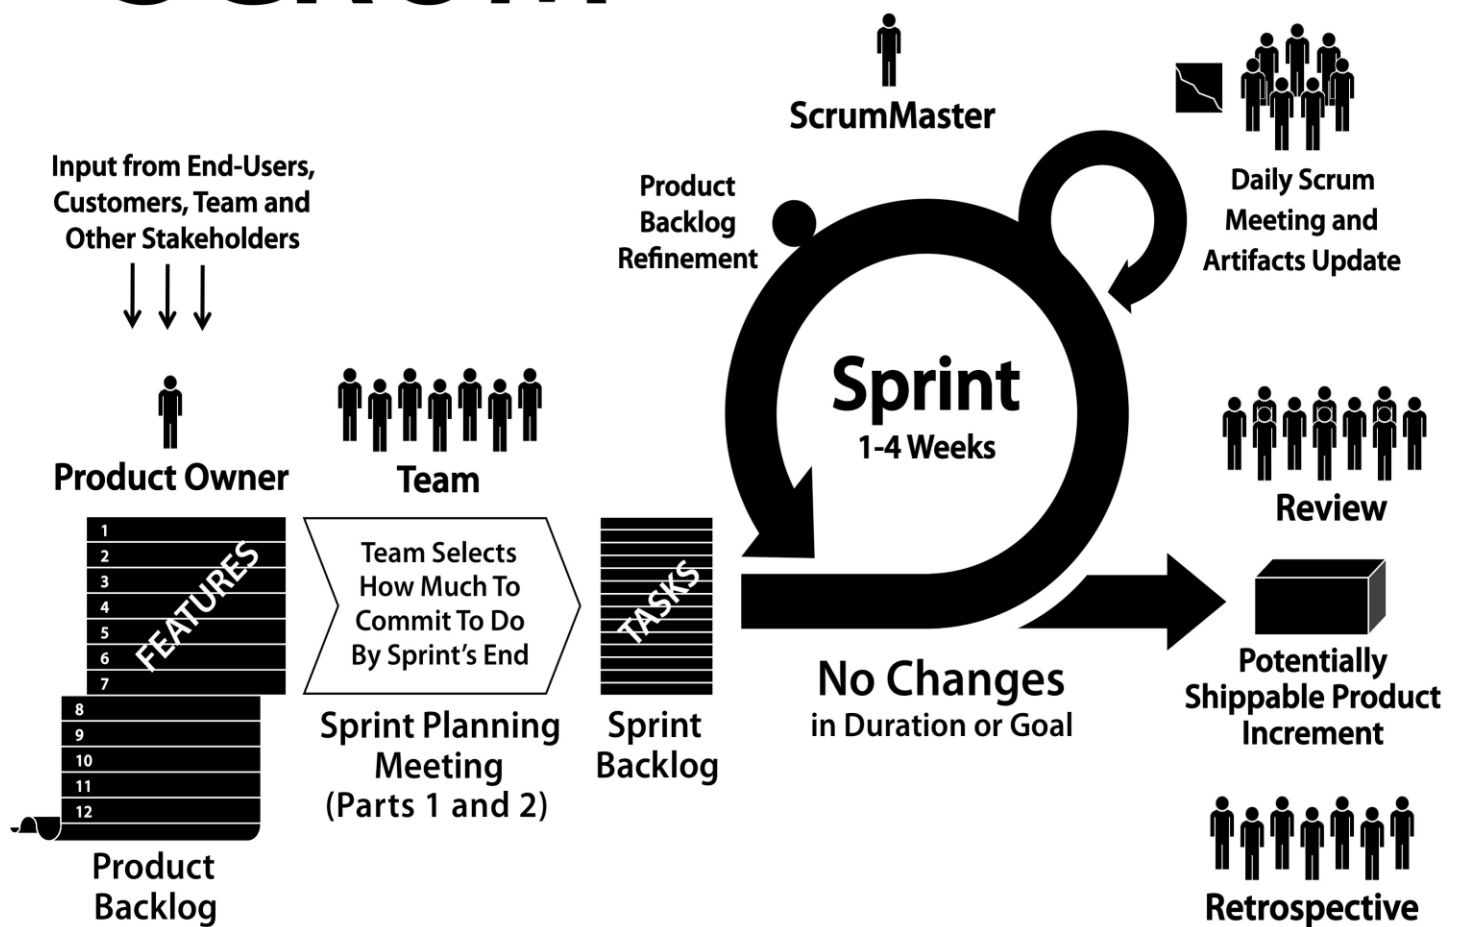 SCRUM
ScrumMaster
Input from End-Users,
Customers, Team and
Other Stakeholders
Product
Backlog
Refinement
Daily Scrum
Meeting and
Artifacts Update
Product Owner
Team
Sprint
1-4 Weeks
Review
1
2
3
4
5
6
7
FEATURES
8
9
10
11
12
Product
Backlog
Team Selects
How Much To
Commit To Do
By Sprint's End
Sprint Planning
Meeting
(Parts 1 and 2)
TASKS
Sprint
Backlog
No Changes
in Duration or Goal
Potentially
Shippable Product
Increment
Retrospective